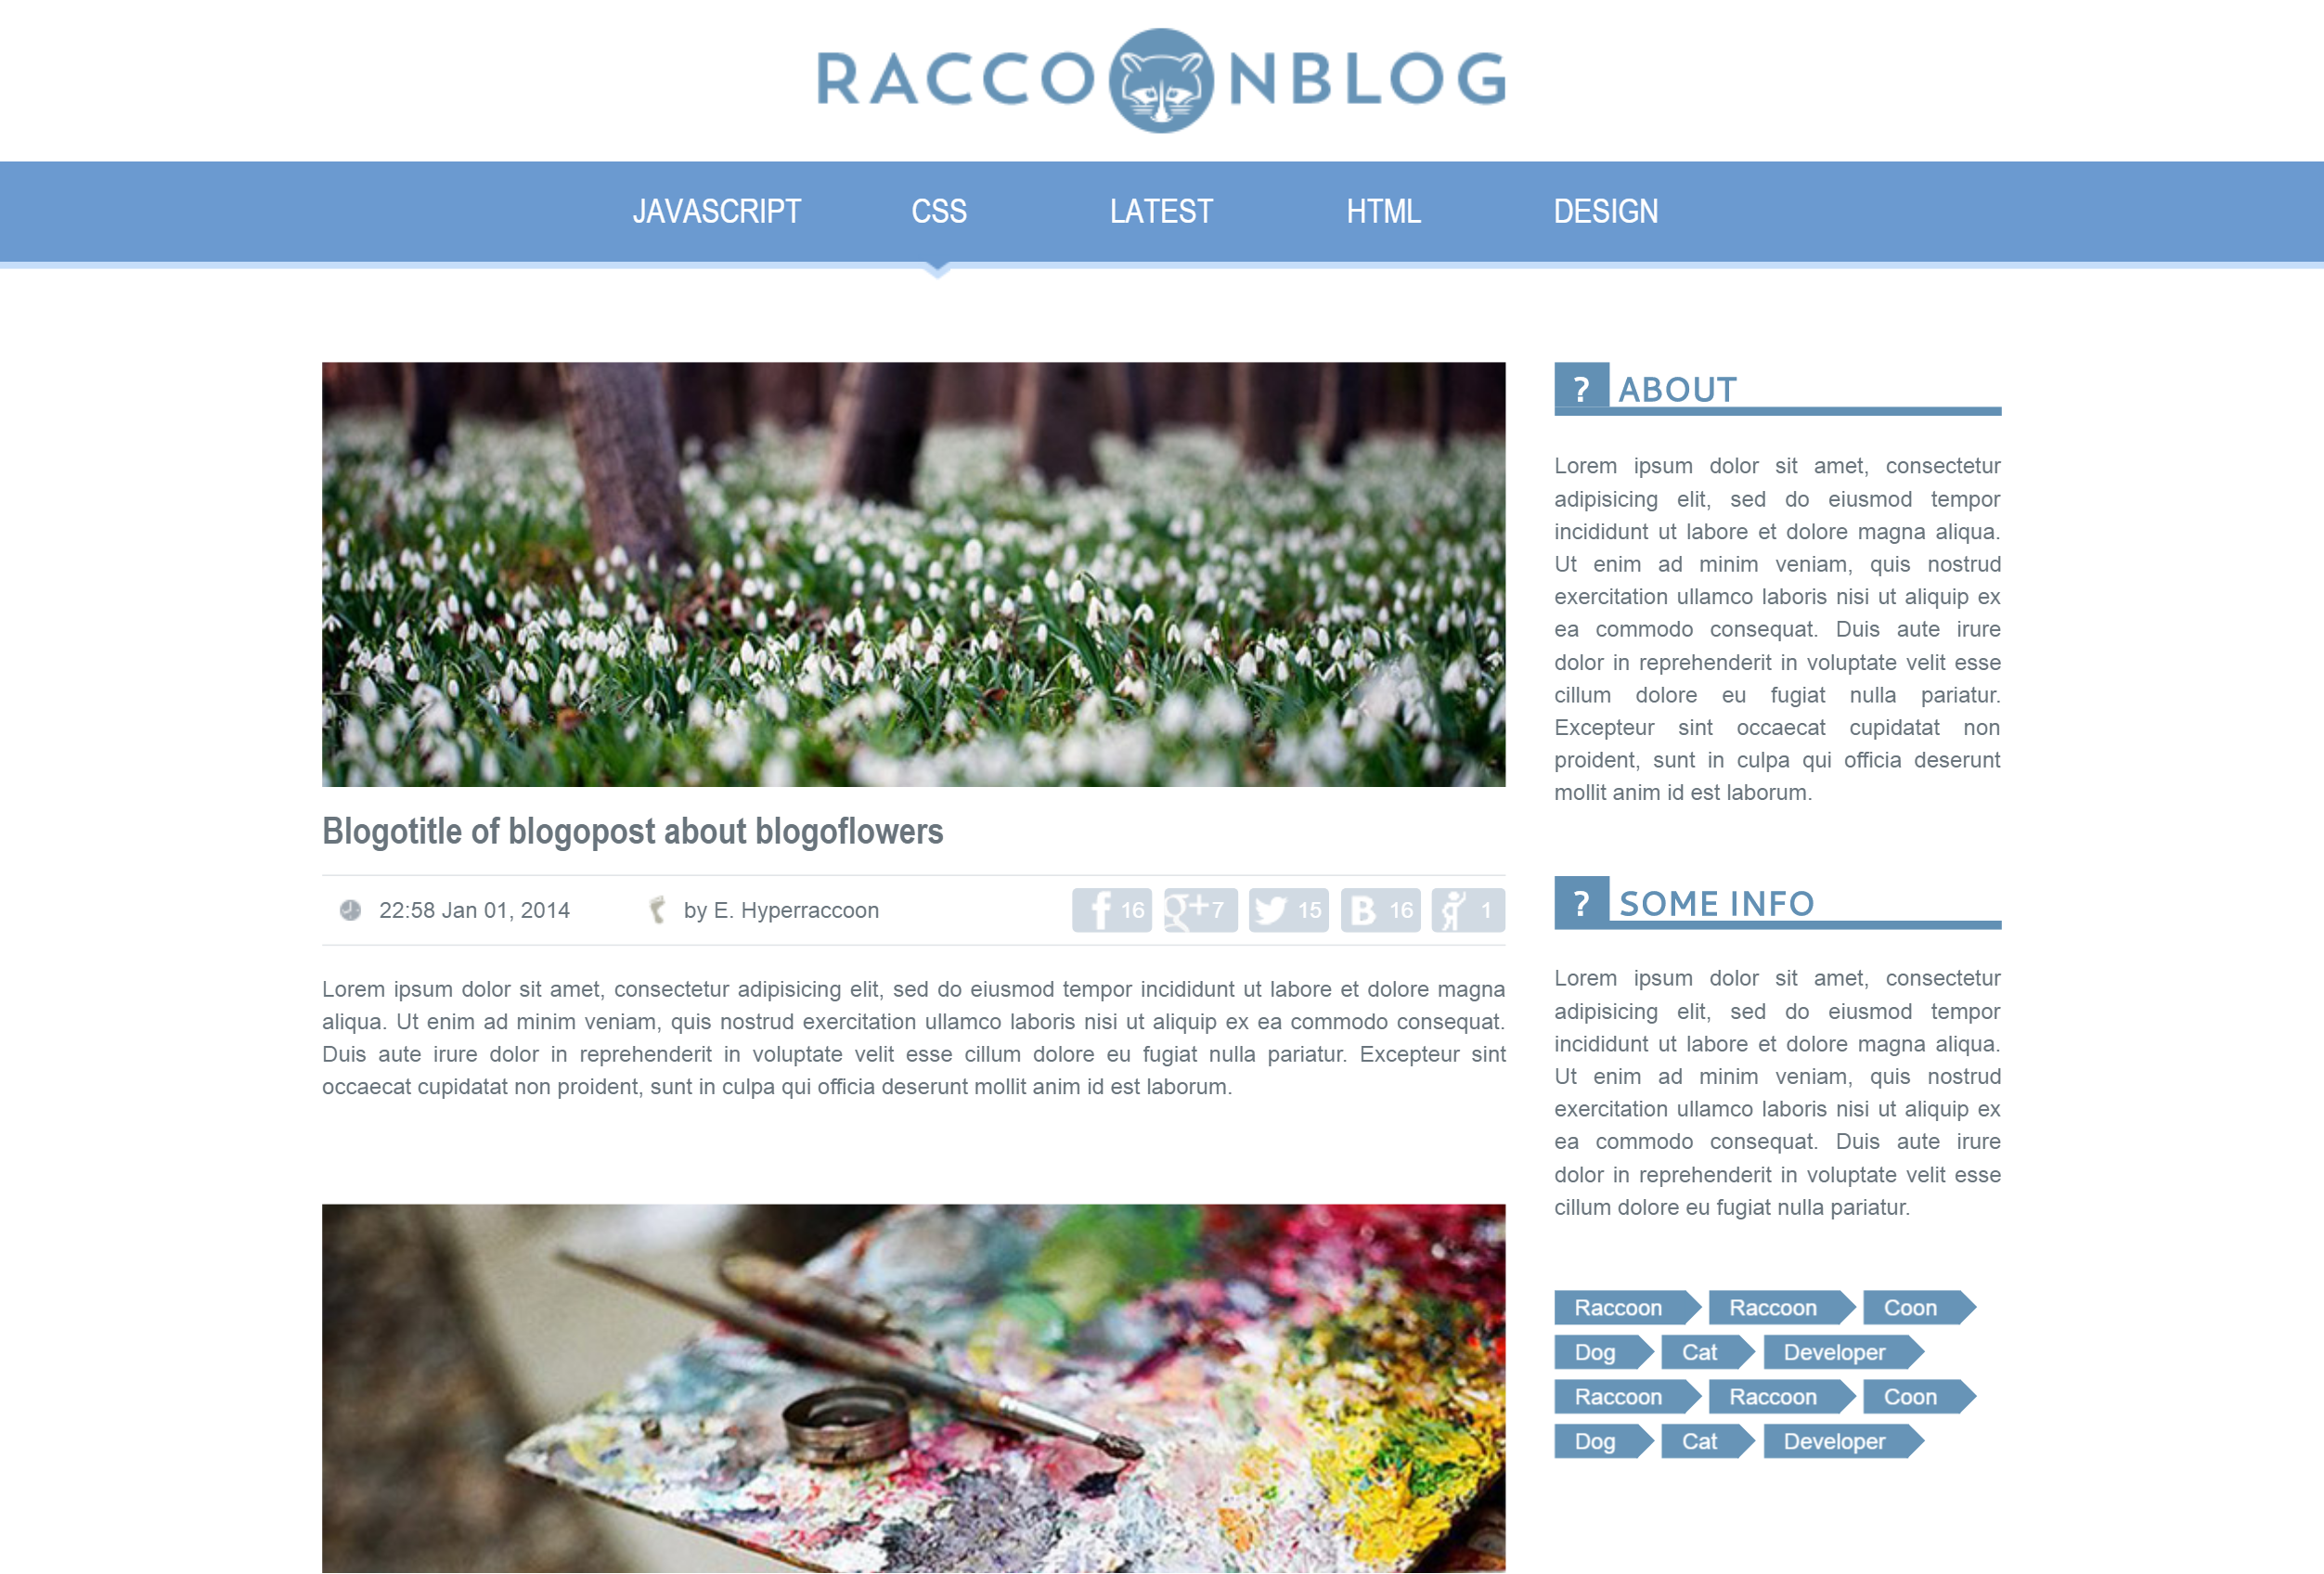 RACCOONBLOG
JAVASCRIPT CSS LATEST HTML DESIGN
Blogotitle of blogopost about blogoflowers
22:58 Jan 01, 2014 by E. Hyperraccoon f 16 g+ 7 15 B 16 1
Lorem ipsum dolor sit amet, consectetur adipisicing elit, sed do eiusmod tempor incididunt ut labore et dolore magna
aliqua. Ut enim ad minim veniam, quis nostrud exercitation ullamco laboris nisi ut aliquip ex ea commodo consequat.
Duis aute irure dolor in reprehenderit in voluptate velit esse cillum dolore eu fugiat nulla pariatur. Excepteur sint
occaecat cupidatat non proident, sunt in culpa qui officia deserunt mollit anim id est laborum.
? ABOUT
Lorem ipsum dolor sit amet, consectetur
adipisicing elit, sed do eiusmod tempor
incididunt ut labore et dolore magna aliqua.
Ut enim ad minim veniam, quis nostrud
exercitation ullamco laboris nisi ut aliquip ex
ea commodo consequat. Duis aute irure
dolor in reprehenderit in voluptate velit esse
cillum dolore eu fugiat nulla pariatur.
Excepteur sint occaecat cupidatat non
proident, sunt in culpa qui officia deserunt
mollit anim id est laborum.
? SOME INFO
Lorem ipsum dolor sit amet, consectetur
adipisicing elit, sed do eiusmod tempor
incididunt ut labore et dolore magna aliqua.
Ut enim ad minim veniam, quis nostrud
exercitation ullamco laboris nisi ut aliquip ex
ea commodo consequat. Duis aute irure
dolor in reprehenderit in voluptate velit esse
cillum dolore eu fugiat nulla pariatur.
Raccoon Raccoon Coon
Dog Cat Developer
Raccoon Raccoon Coon
Dog Cat Developer